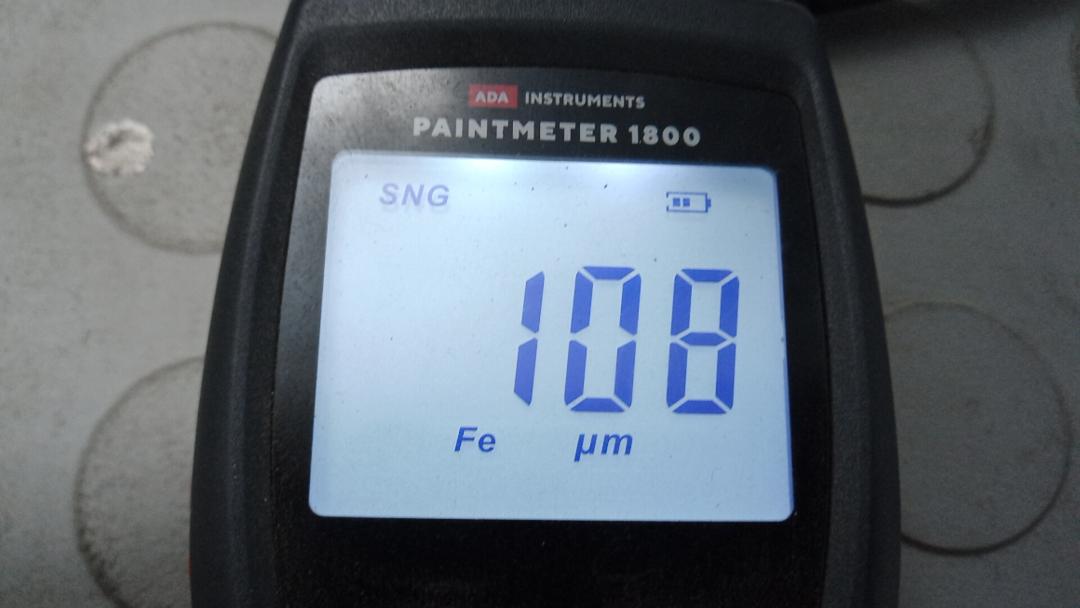 ADA INSTRUMENTS
PAINTMETER 1800
SNG
108
Fe µm